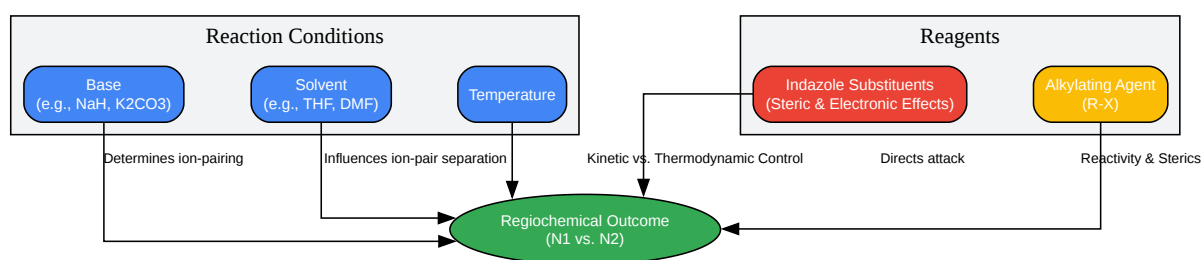 Reaction Conditions
Reagents
Base
(e.g., NaH, K2CO3)
Solvent
(e.g., THF, DMF)
Temperature
Indazole Substituents
(Steric & Electronic Effects)
Alkylating Agent
(R-X)
Determines ion-pairing
Influences ion-pair separation
Kinetic vs. Thermodynamic Control
Directs attack
Reactivity & Sterics
Regiochemical Outcome
(N1 vs. N2)